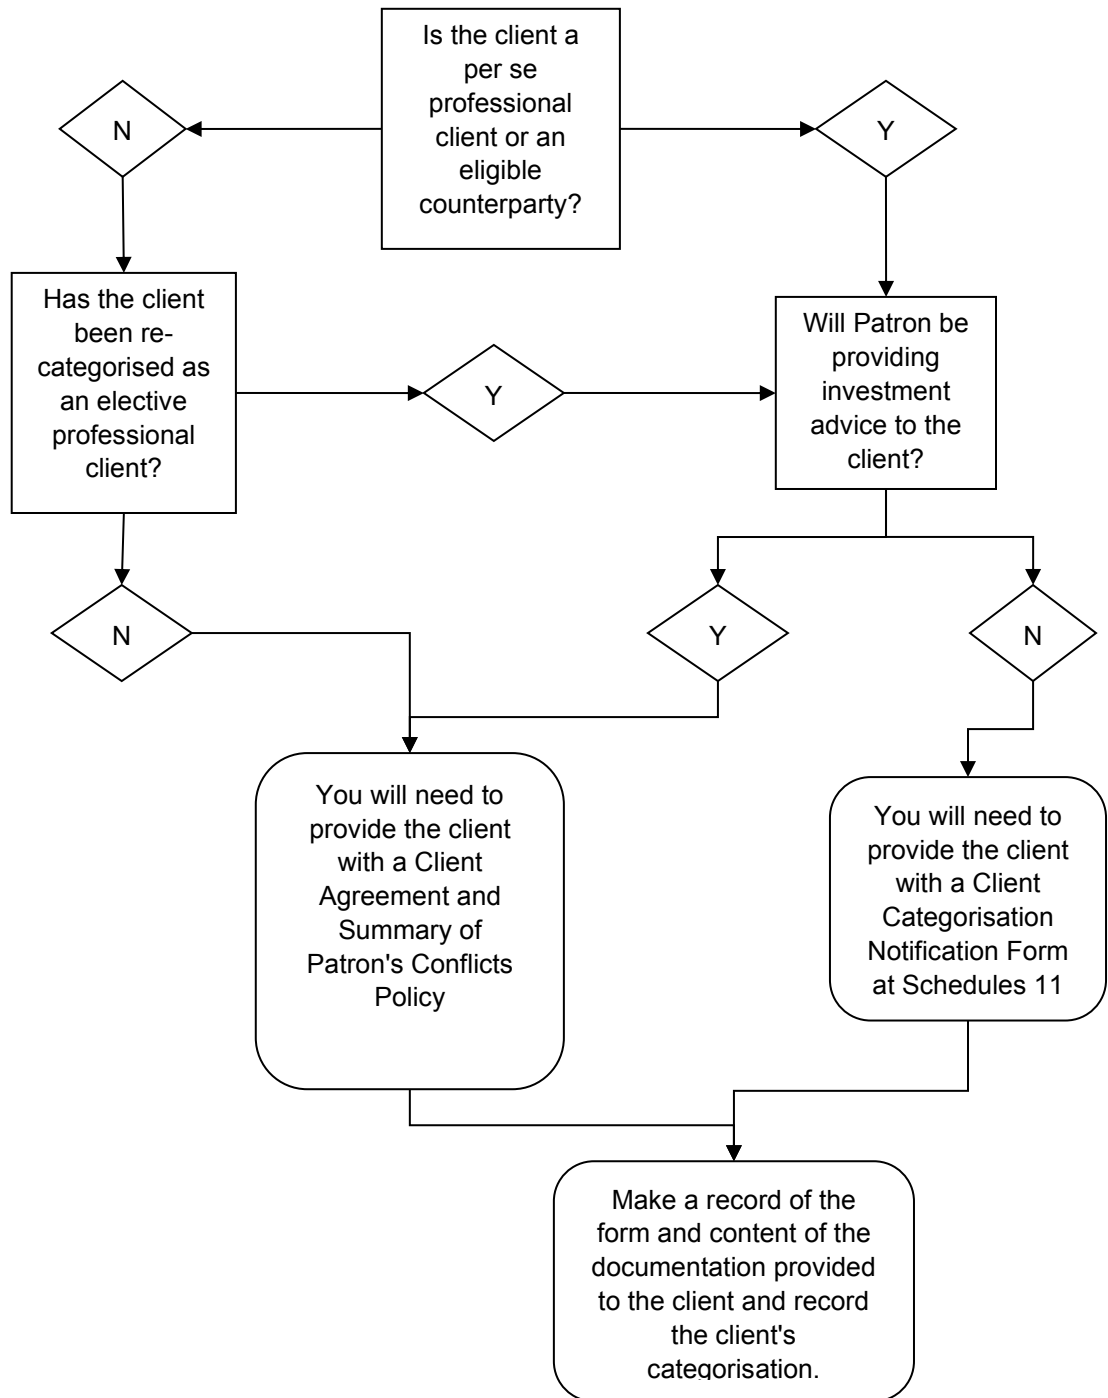 Is the client a
per se
professional
client or an
eligible
counterparty?
N
Y
Has the client
been re-
categorised as
an elective
professional
client?
Y
Will Patron be
providing
investment
advice to the
client?
N
Y
N
You will need to
provide the client
with a Client
Agreement and
Summary of
Patron's Conflicts
Policy
You will need to
provide the client
with a Client
Categorisation
Notification Form
at Schedules 11
Make a record of the
form and content of the
documentation provided
to the client and record
the client's
categorisation.